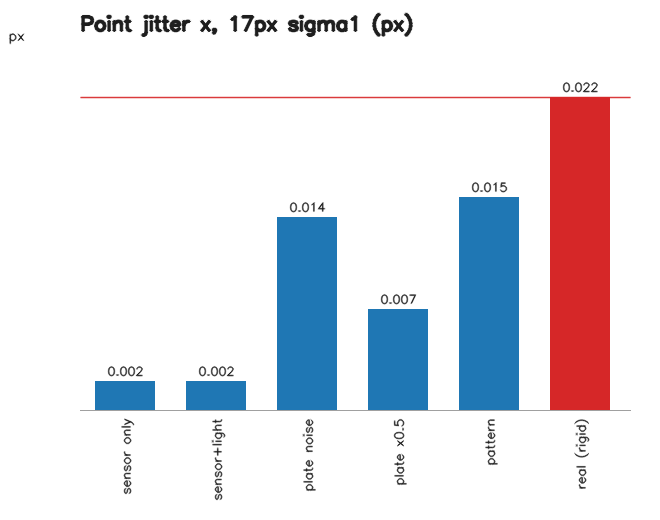 Point jitter x, 17px sigma1 (px)
px
0.022
0.015
0.014
0.007
0.002
0.002
sensor only
sensor+light
plate noise
plate x0.5
pattern
real (rigid)